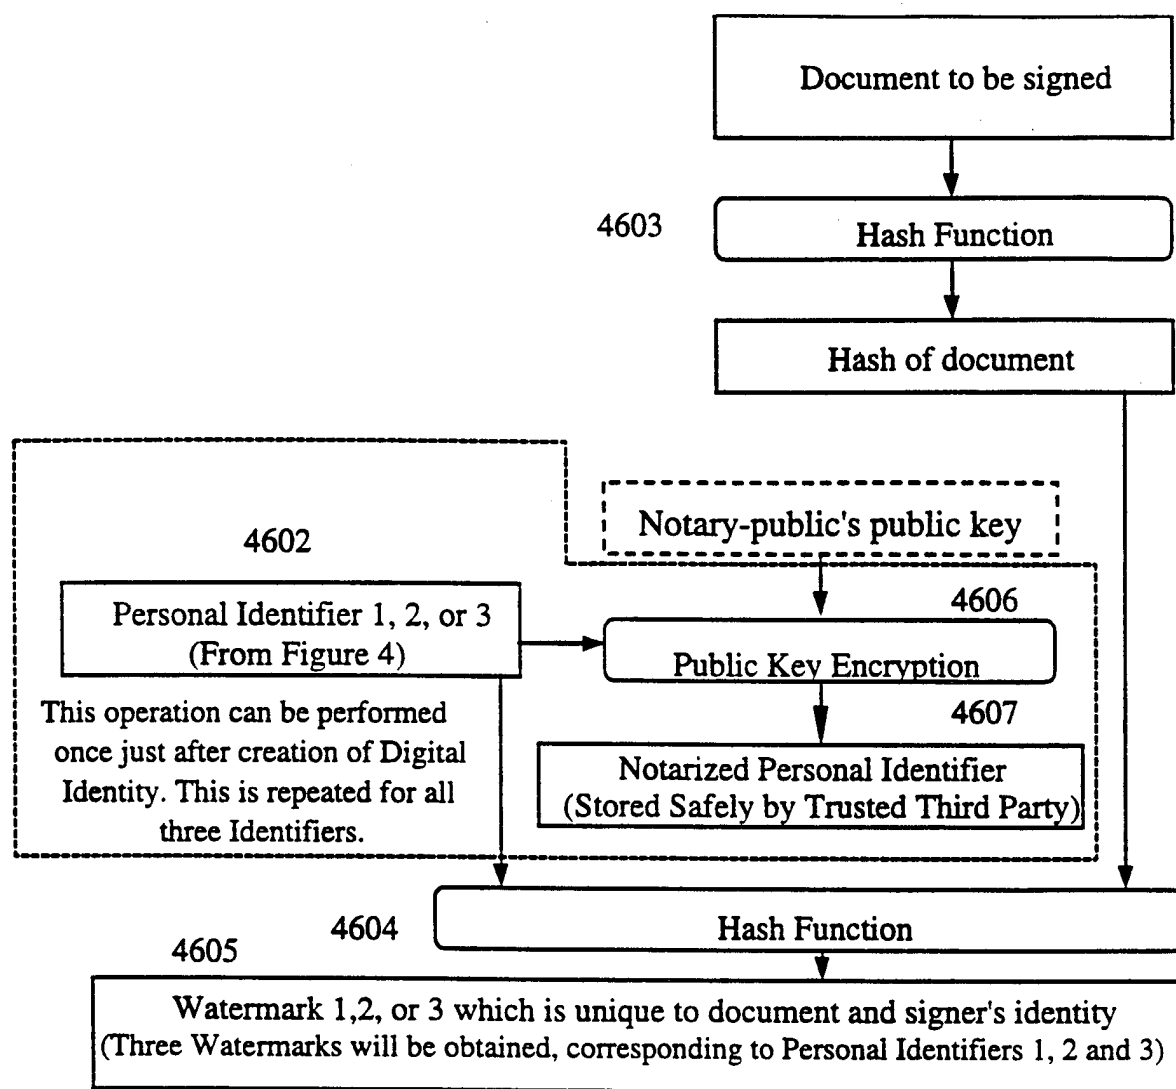 Document to be signed
4603
Hash Function
Hash of document
Notary-public's public key
4602
Personal Identifier 1, 2, or 3
(From Figure 4)
4606
Public Key Encryption
This operation can be performed
once just after creation of Digital
Identity. This is repeated for all
three Identifiers.
4607
Notarized Personal Identifier
(Stored Safely by Trusted Third Party)
4604
Hash Function
4605
Watermark 1,2, or 3 which is unique to document and signer's identity
(Three Watermarks will be obtained, corresponding to Personal Identifiers 1, 2 and 3)